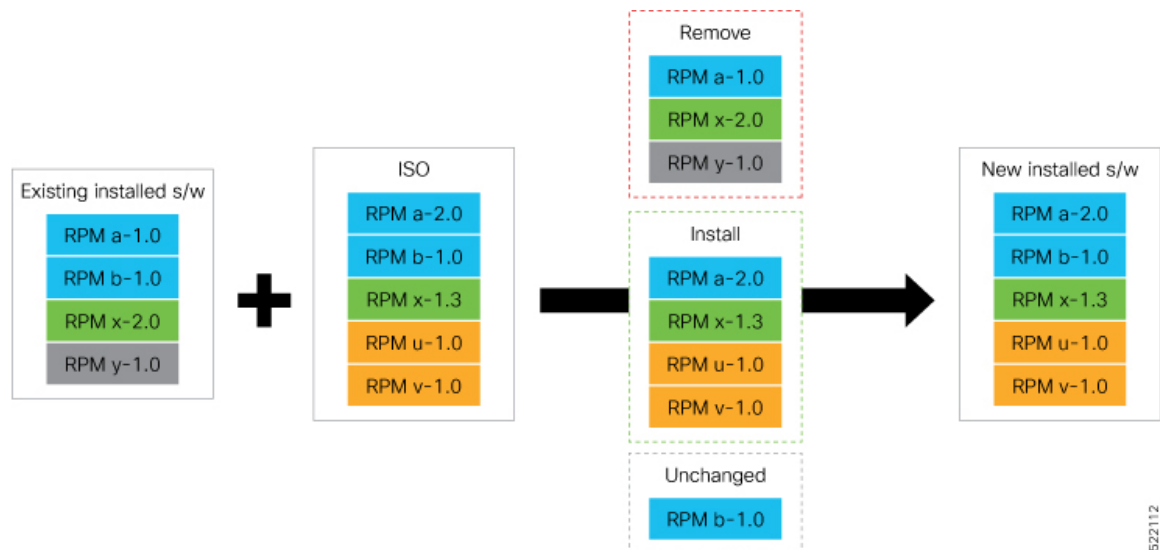 Existing installed s/w
RPM a-1.0
RPM b-1.0
RPM x-2.0
RPM y-1.0
ISO
RPM a-2.0
RPM b-1.0
RPM x-1.3
RPM u-1.0
RPM v-1.0
Remove
RPM a-1.0
RPM x-2.0
RPM y-1.0
Install
RPM a-2.0
RPM x-1.3
RPM u-1.0
RPM v-1.0
Unchanged
RPM b-1.0
New installed s/w
RPM a-2.0
RPM b-1.0
RPM x-1.3
RPM u-1.0
RPM v-1.0
522112